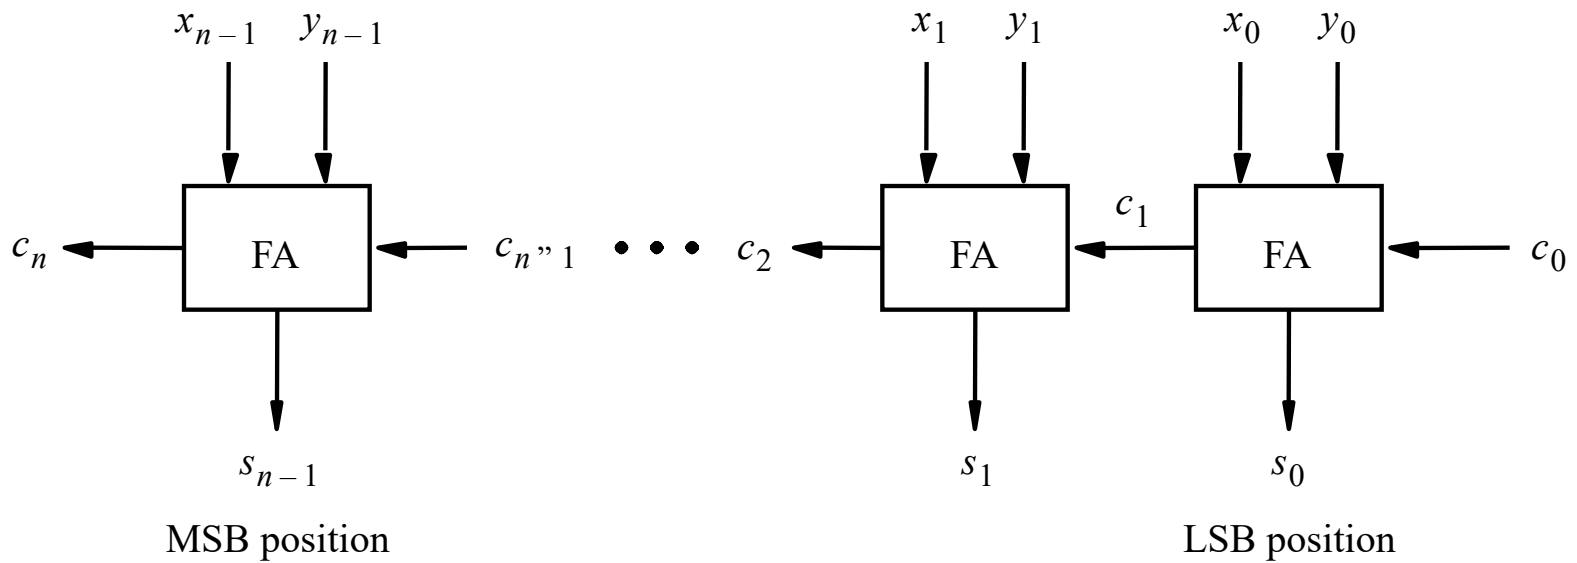 x_{n – 1} y_{n – 1} x_1 y_1 x_0 y_0
c_1
c_n FA c_{n ” 1} • • • c_2 FA FA c_0
s_{n – 1} s_1 s_0
MSB position LSB position